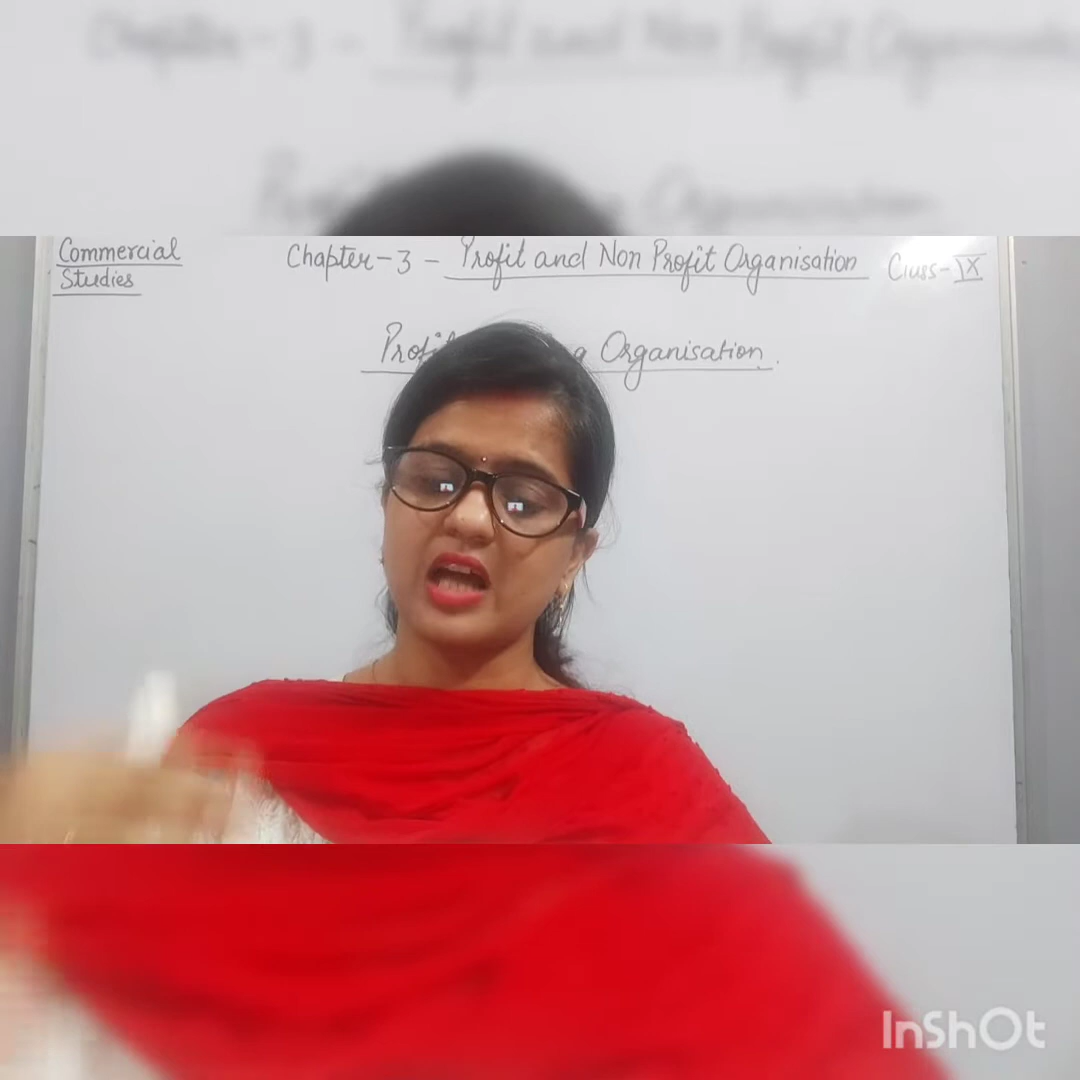 Commercial
Studies
Chapter-3 - Profit and Non Profit Organisation
Class-IX
Organisation
InShOt